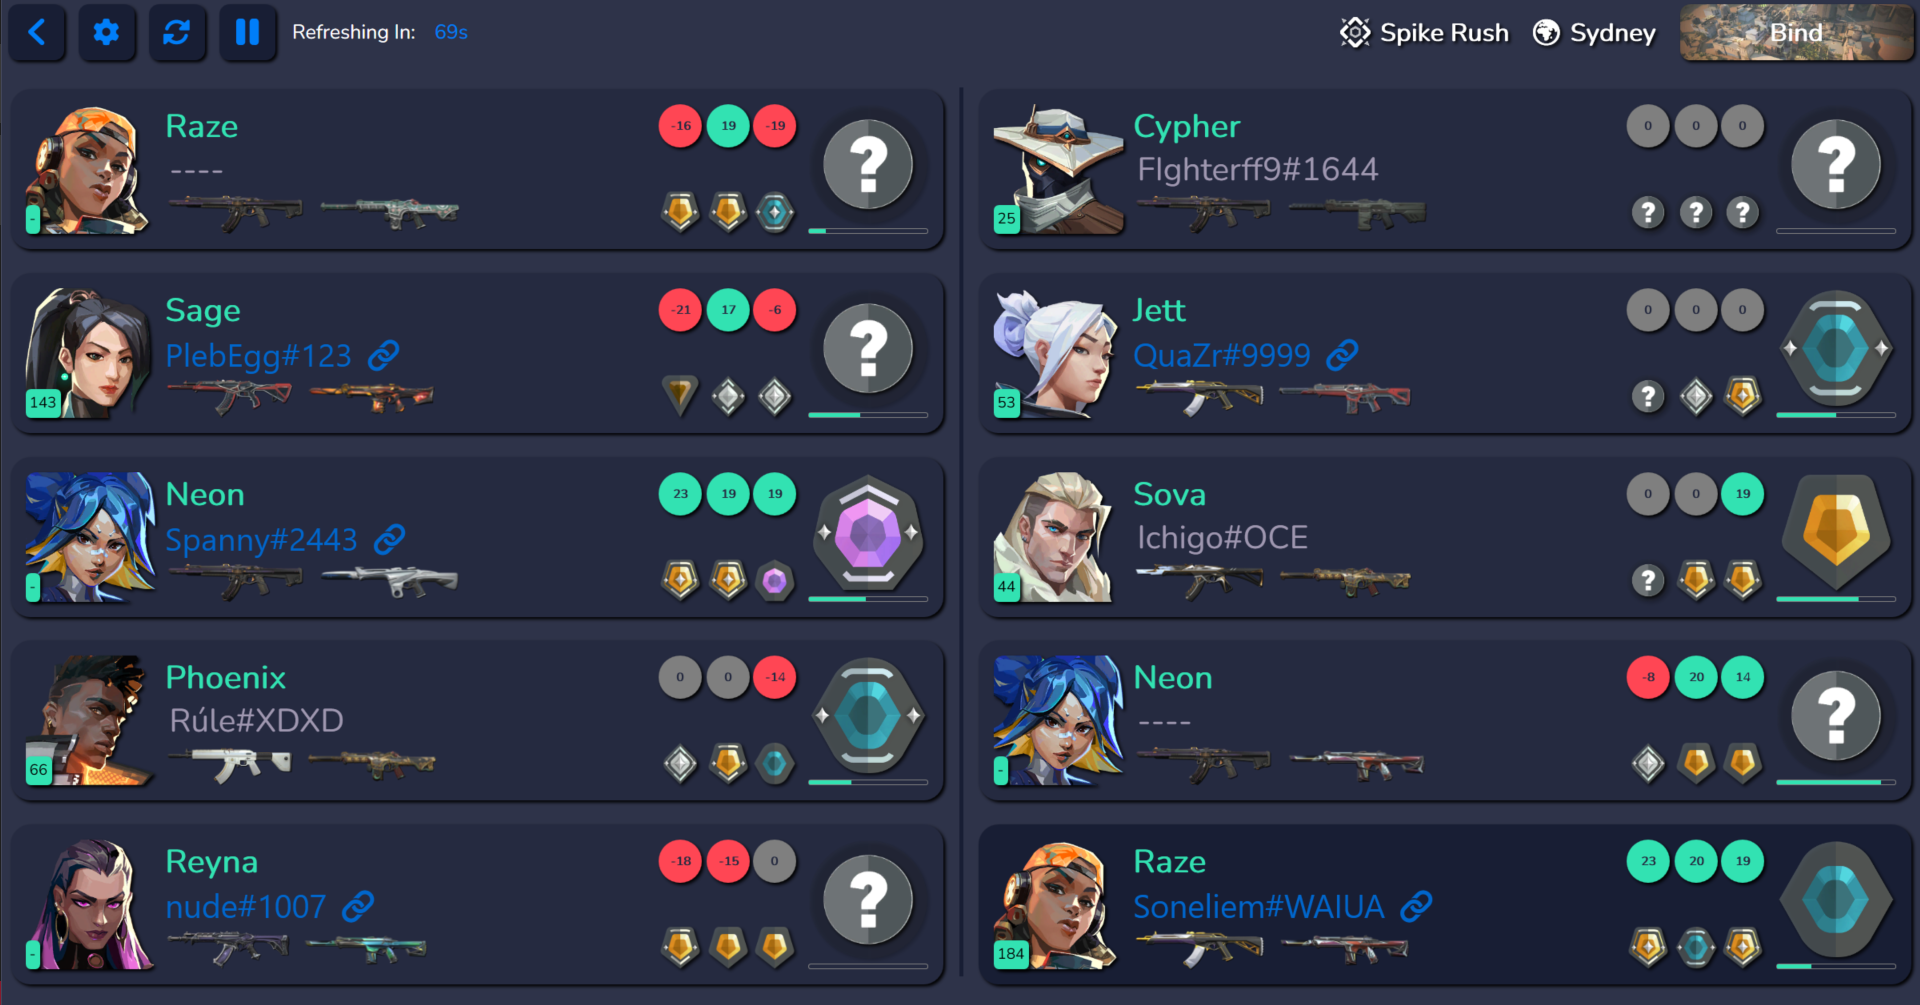 Refreshing In: 69s
Spike Rush Sydney Bind
Raze
----
-16 19 -19
-
Sage
PlebEgg#123
-21 17 -6
143
Neon
Spanny#2443
23 19 19
-
Phoenix
Rúle#XDXD
0 0 -14
66
Reyna
nude#1007
-18 -15 0
-
Cypher
FIghterff9#1644
0 0 0
25
Jett
QuaZr#9999
0 0 0
53
Sova
Ichigo#OCE
0 0 19
44
Neon
----
-8 20 14
-
Raze
Soneliem#WAIUA
23 20 19
184